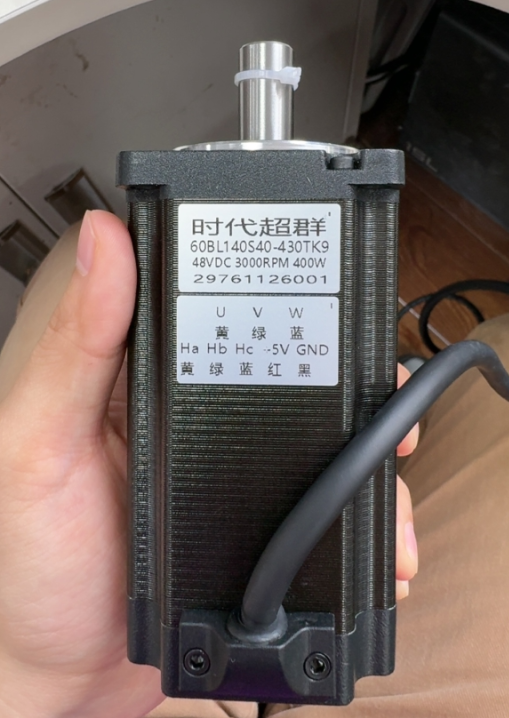 时代超群
60BL140S40-430TK9
48VDC 3000RPM 400W
29761126001
U V W
黄 绿 蓝
Ha Hb Hc +5V GND
黄 绿 蓝 红 黑